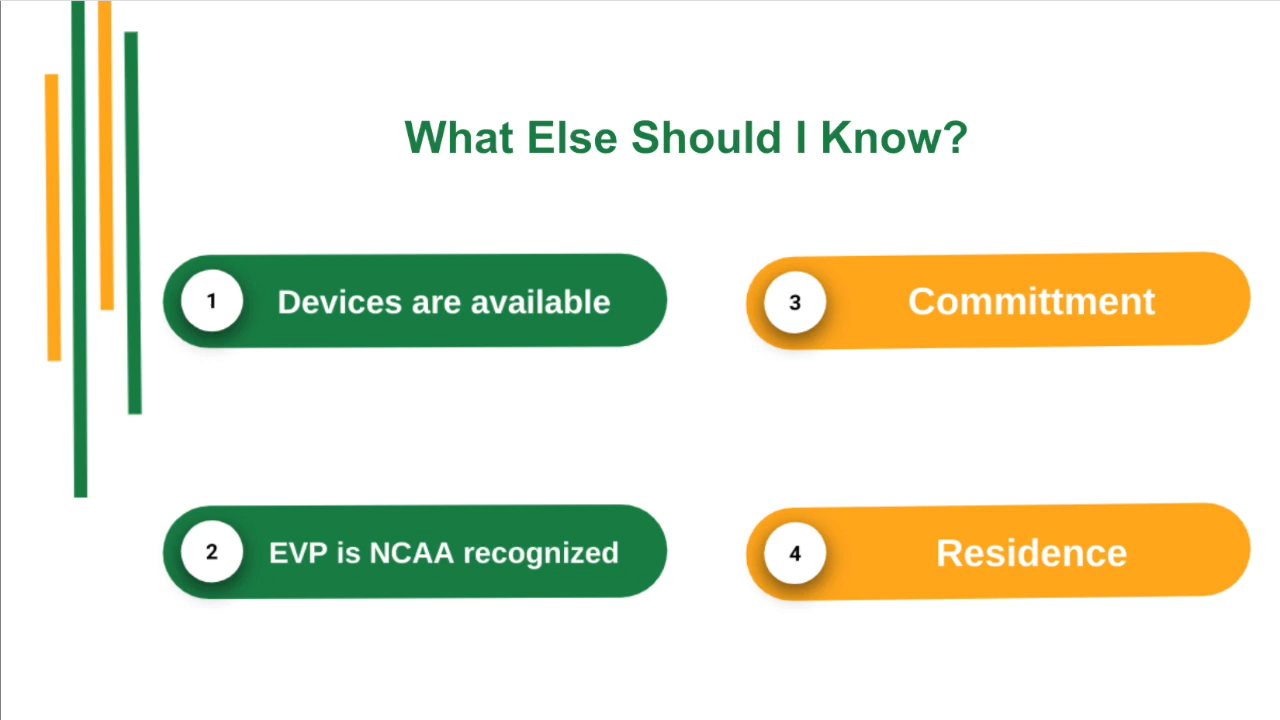 What Else Should I Know?
1 Devices are available
2 EVP is NCAA recognized
3 Committment
4 Residence